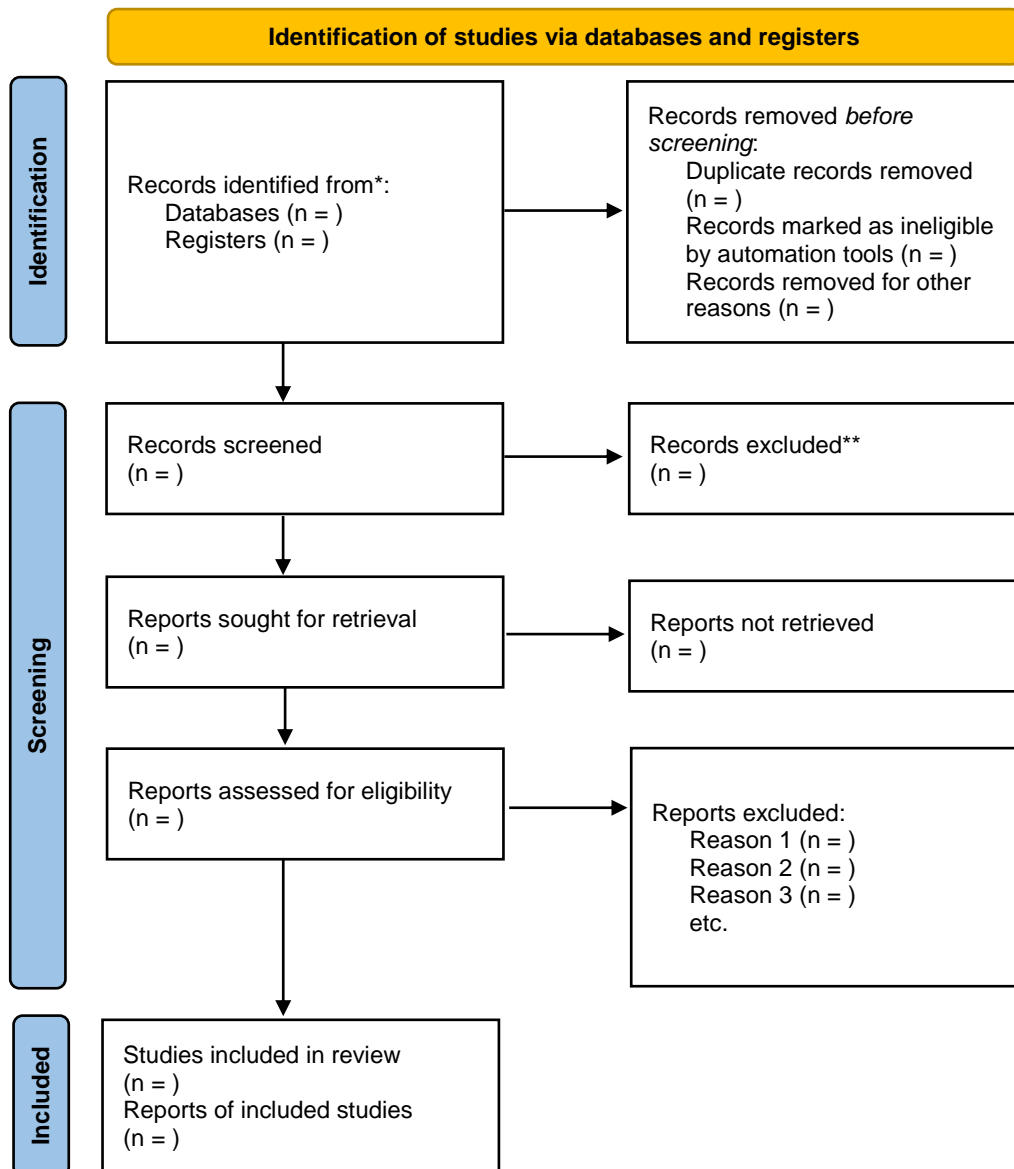 Identification of studies via databases and registers
Identification
Records identified from*:
Databases (n = )
Registers (n = )
Records removed before
screening:
Duplicate records removed
(n = )
Records marked as ineligible
by automation tools (n = )
Records removed for other
reasons (n = )
Screening
Records screened
(n = )
Records excluded**
(n = )
Reports sought for retrieval
(n = )
Reports not retrieved
(n = )
Reports assessed for eligibility
(n = )
Reports excluded:
Reason 1 (n = )
Reason 2 (n = )
Reason 3 (n = )
etc.
Included
Studies included in review
(n = )
Reports of included studies
(n = )